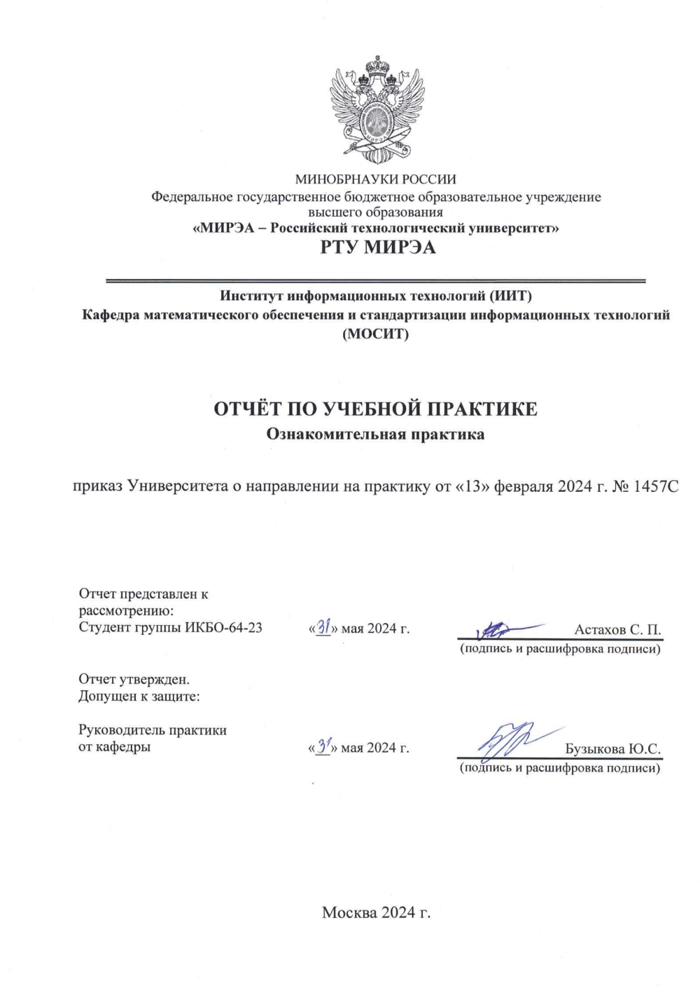 МИРЭА
МИНОБРНАУКИ РОССИИ
Федеральное государственное бюджетное образовательное учреждение
высшего образования
«МИРЭА – Российский технологический университет»
РТУ МИРЭА
Институт информационных технологий (ИИТ)
Кафедра математического обеспечения и стандартизации информационных технологий
(МОСИТ)
ОТЧЁТ ПО УЧЕБНОЙ ПРАКТИКЕ
Ознакомительная практика
приказ Университета о направлении на практику от «13» февраля 2024 г. № 1457С
Отчет представлен к
рассмотрению:
Студент группы ИКБО-64-23 «31» мая 2024 г. Астахов С. П.
(подпись и расшифровка подписи)
Отчет утвержден.
Допущен к защите:
Руководитель практики
от кафедры «31» мая 2024 г. Бузыкова Ю.С.
(подпись и расшифровка подписи)
Москва 2024 г.